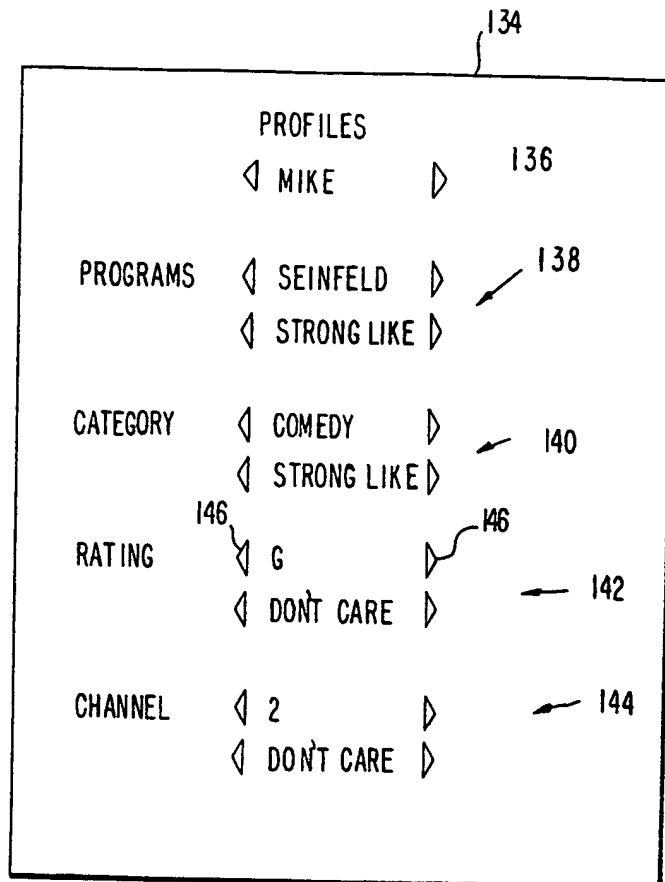 134
PROFILES
MIKE 136
PROGRAMS SEINFELD 138
STRONG LIKE
CATEGORY COMEDY 140
STRONG LIKE
146 146
RATING G
DON'T CARE 142
CHANNEL 2 144
DON'T CARE